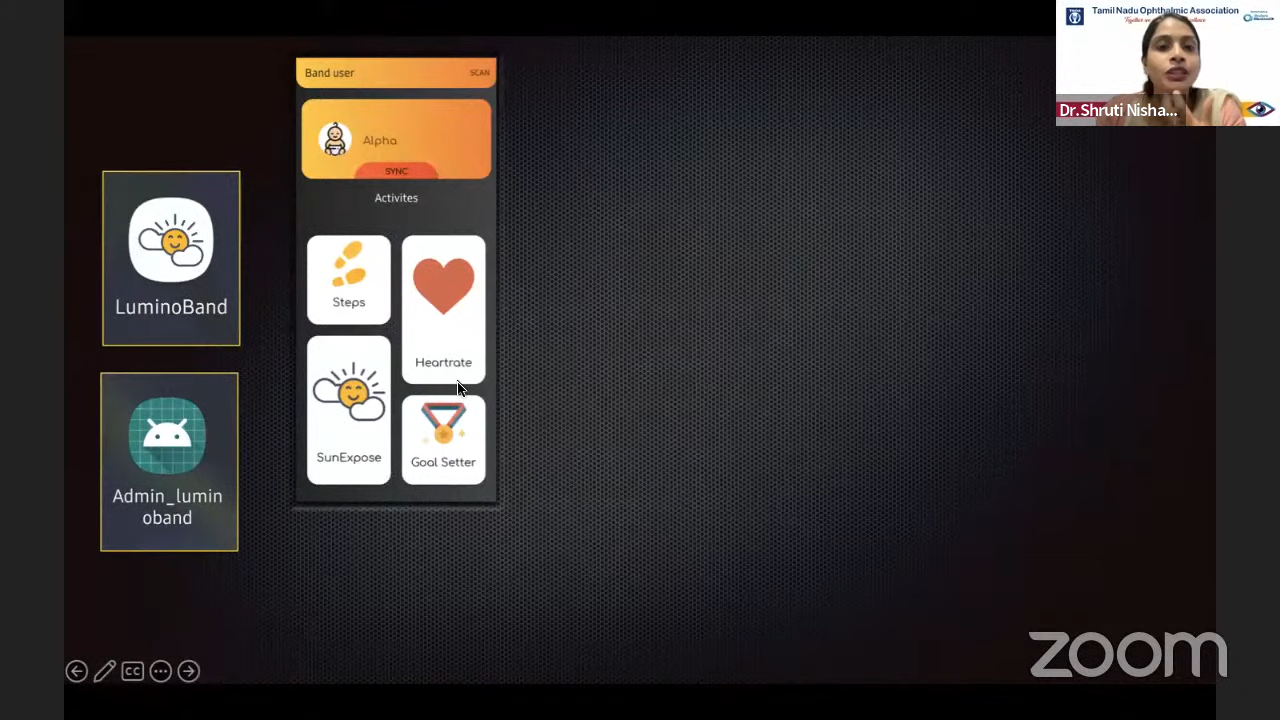 Tamil Nadu Ophthalmic Association
Dr.Shruti Nisha...
Band user
SCAN
Alpha
SYNC
Activites
LuminoBand
Steps
Heartrate
SunExpose
Goal Setter
Admin_lumin
oband
CC
zoom